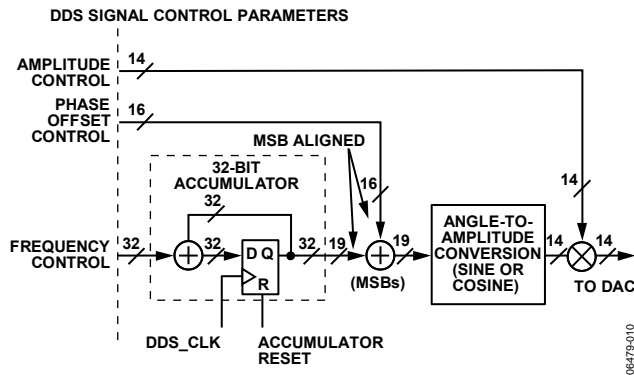 DDS SIGNAL CONTROL PARAMETERS
AMPLITUDE
CONTROL
14
PHASE
OFFSET
CONTROL
16
MSB ALIGNED
32-BIT
ACCUMULATOR
32
16
14
FREQUENCY
CONTROL
32
32
D Q
R
32
19
19
(MSBs)
ANGLE-TO-
AMPLITUDE
CONVERSION
(SINE OR
COSINE)
14
14
TO DAC
DDS_CLK
ACCUMULATOR
RESET
06479-010